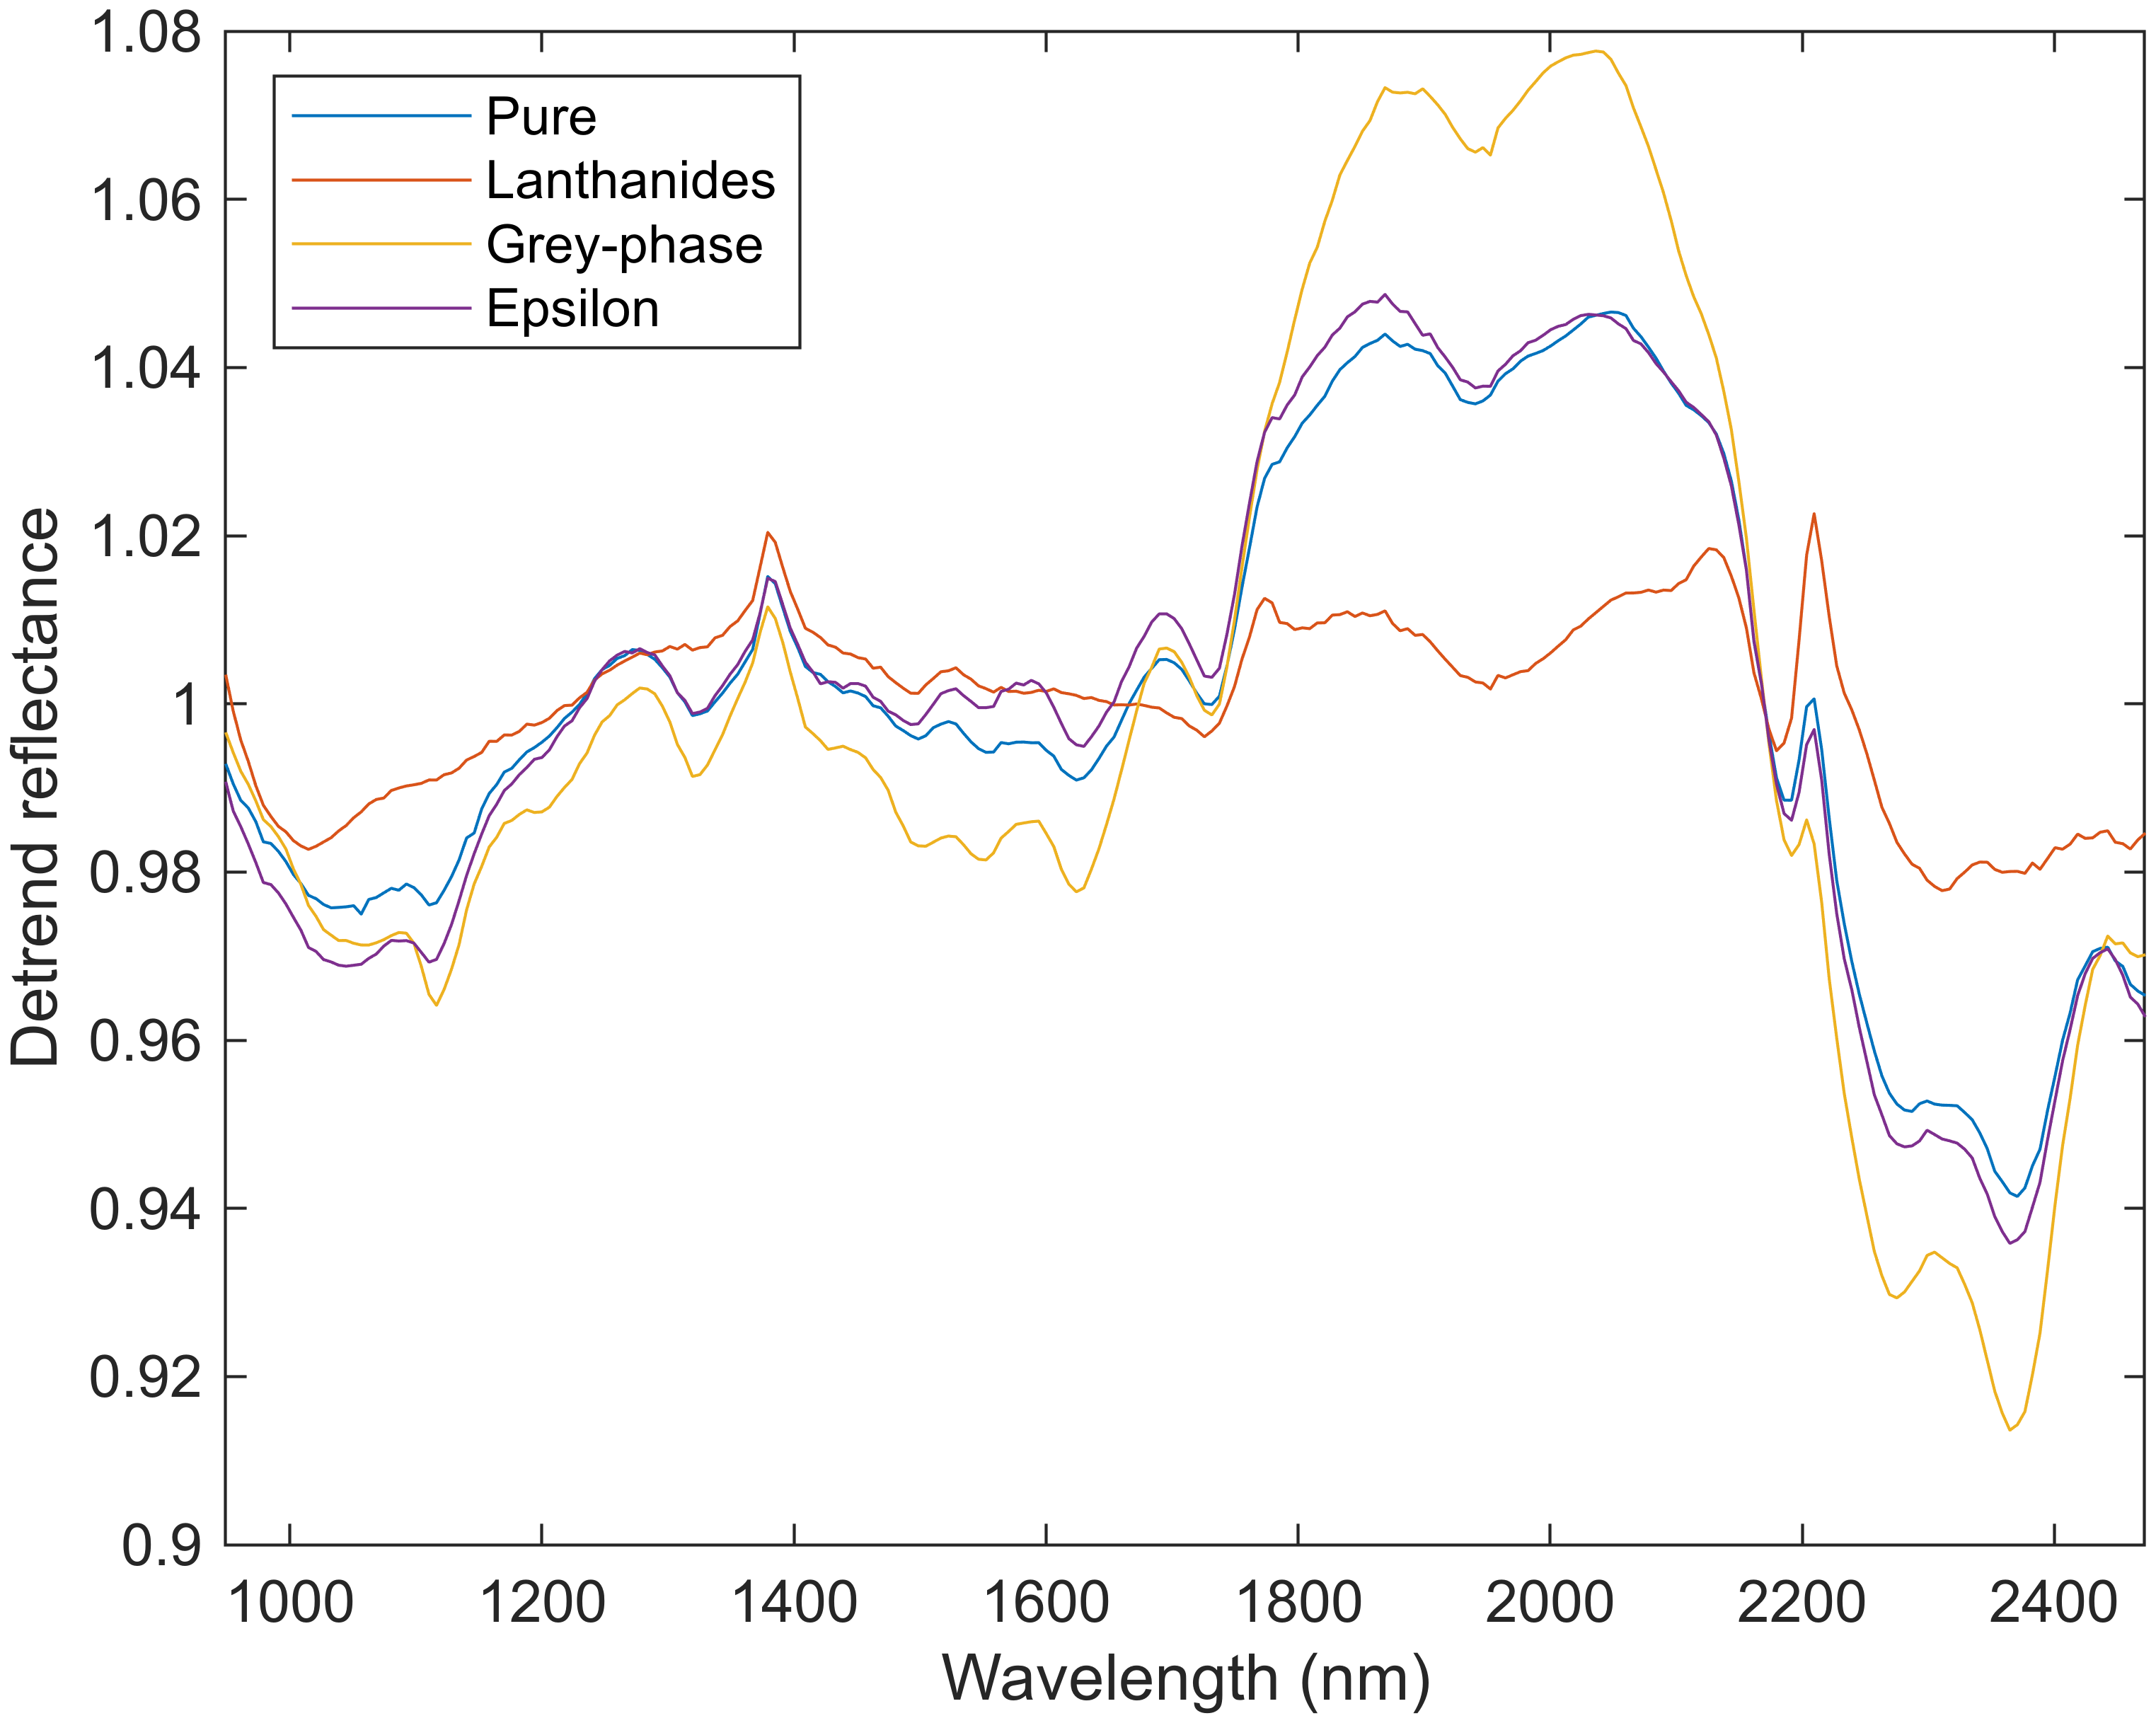 1.08
1.06
1.04
1.02
1
0.98
0.96
0.94
0.92
0.9
Detrend reflectance
Pure
Lanthanides
Grey-phase
Epsilon
1000 1200 1400 1600 1800 2000 2200 2400
Wavelength (nm)